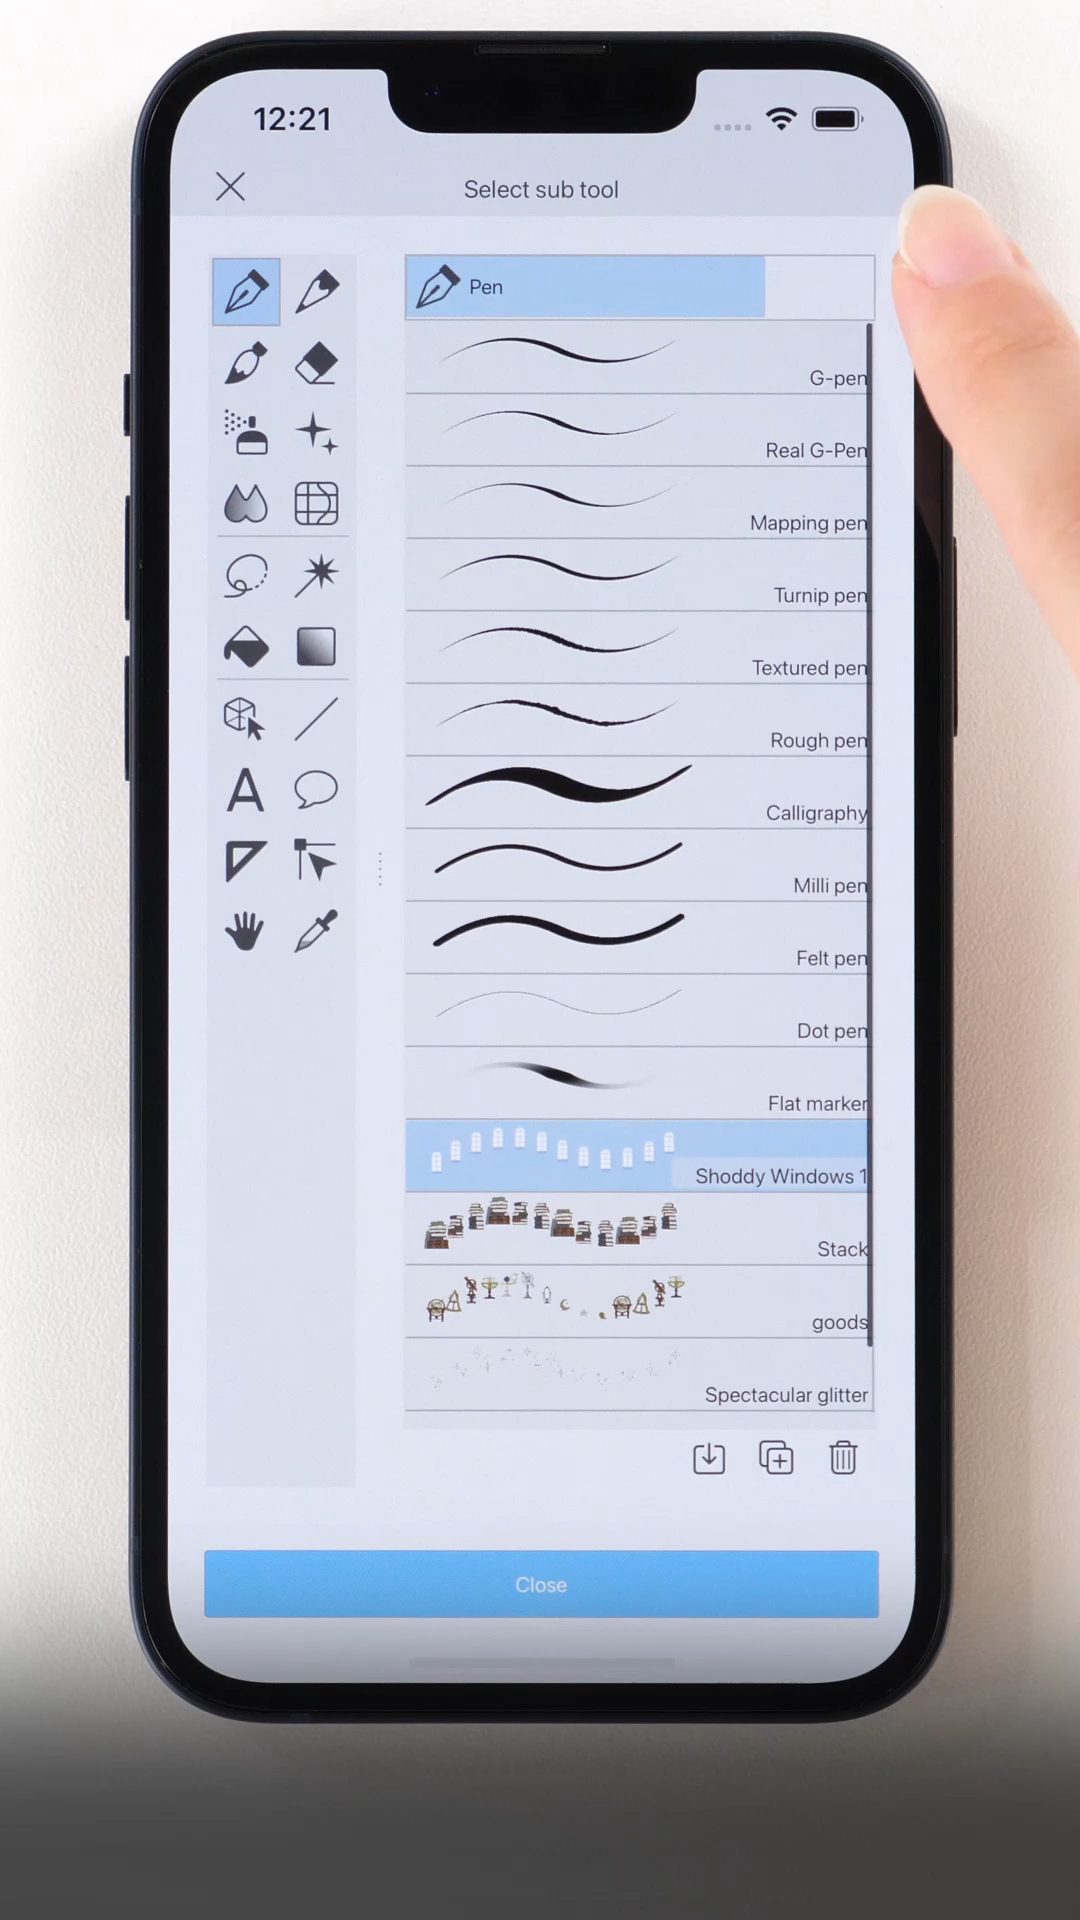 12:21
Select sub tool
Pen
G-pen
Real G-Pen
Mapping pen
Turnip pen
Textured pen
Rough pen
Calligraphy
Milli pen
Felt pen
Dot pen
Flat marker
Shoddy Windows 1
Stack
goods
Spectacular glitter
A
Close